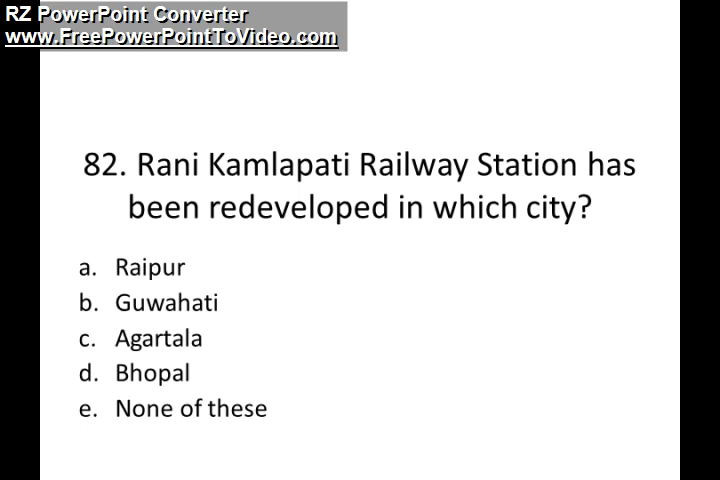 RZ PowerPoint Converter
www.FreePowerPointToVideo.com
82. Rani Kamlapati Railway Station has
been redeveloped in which city?
a. Raipur
b. Guwahati
c. Agartala
d. Bhopal
e. None of these